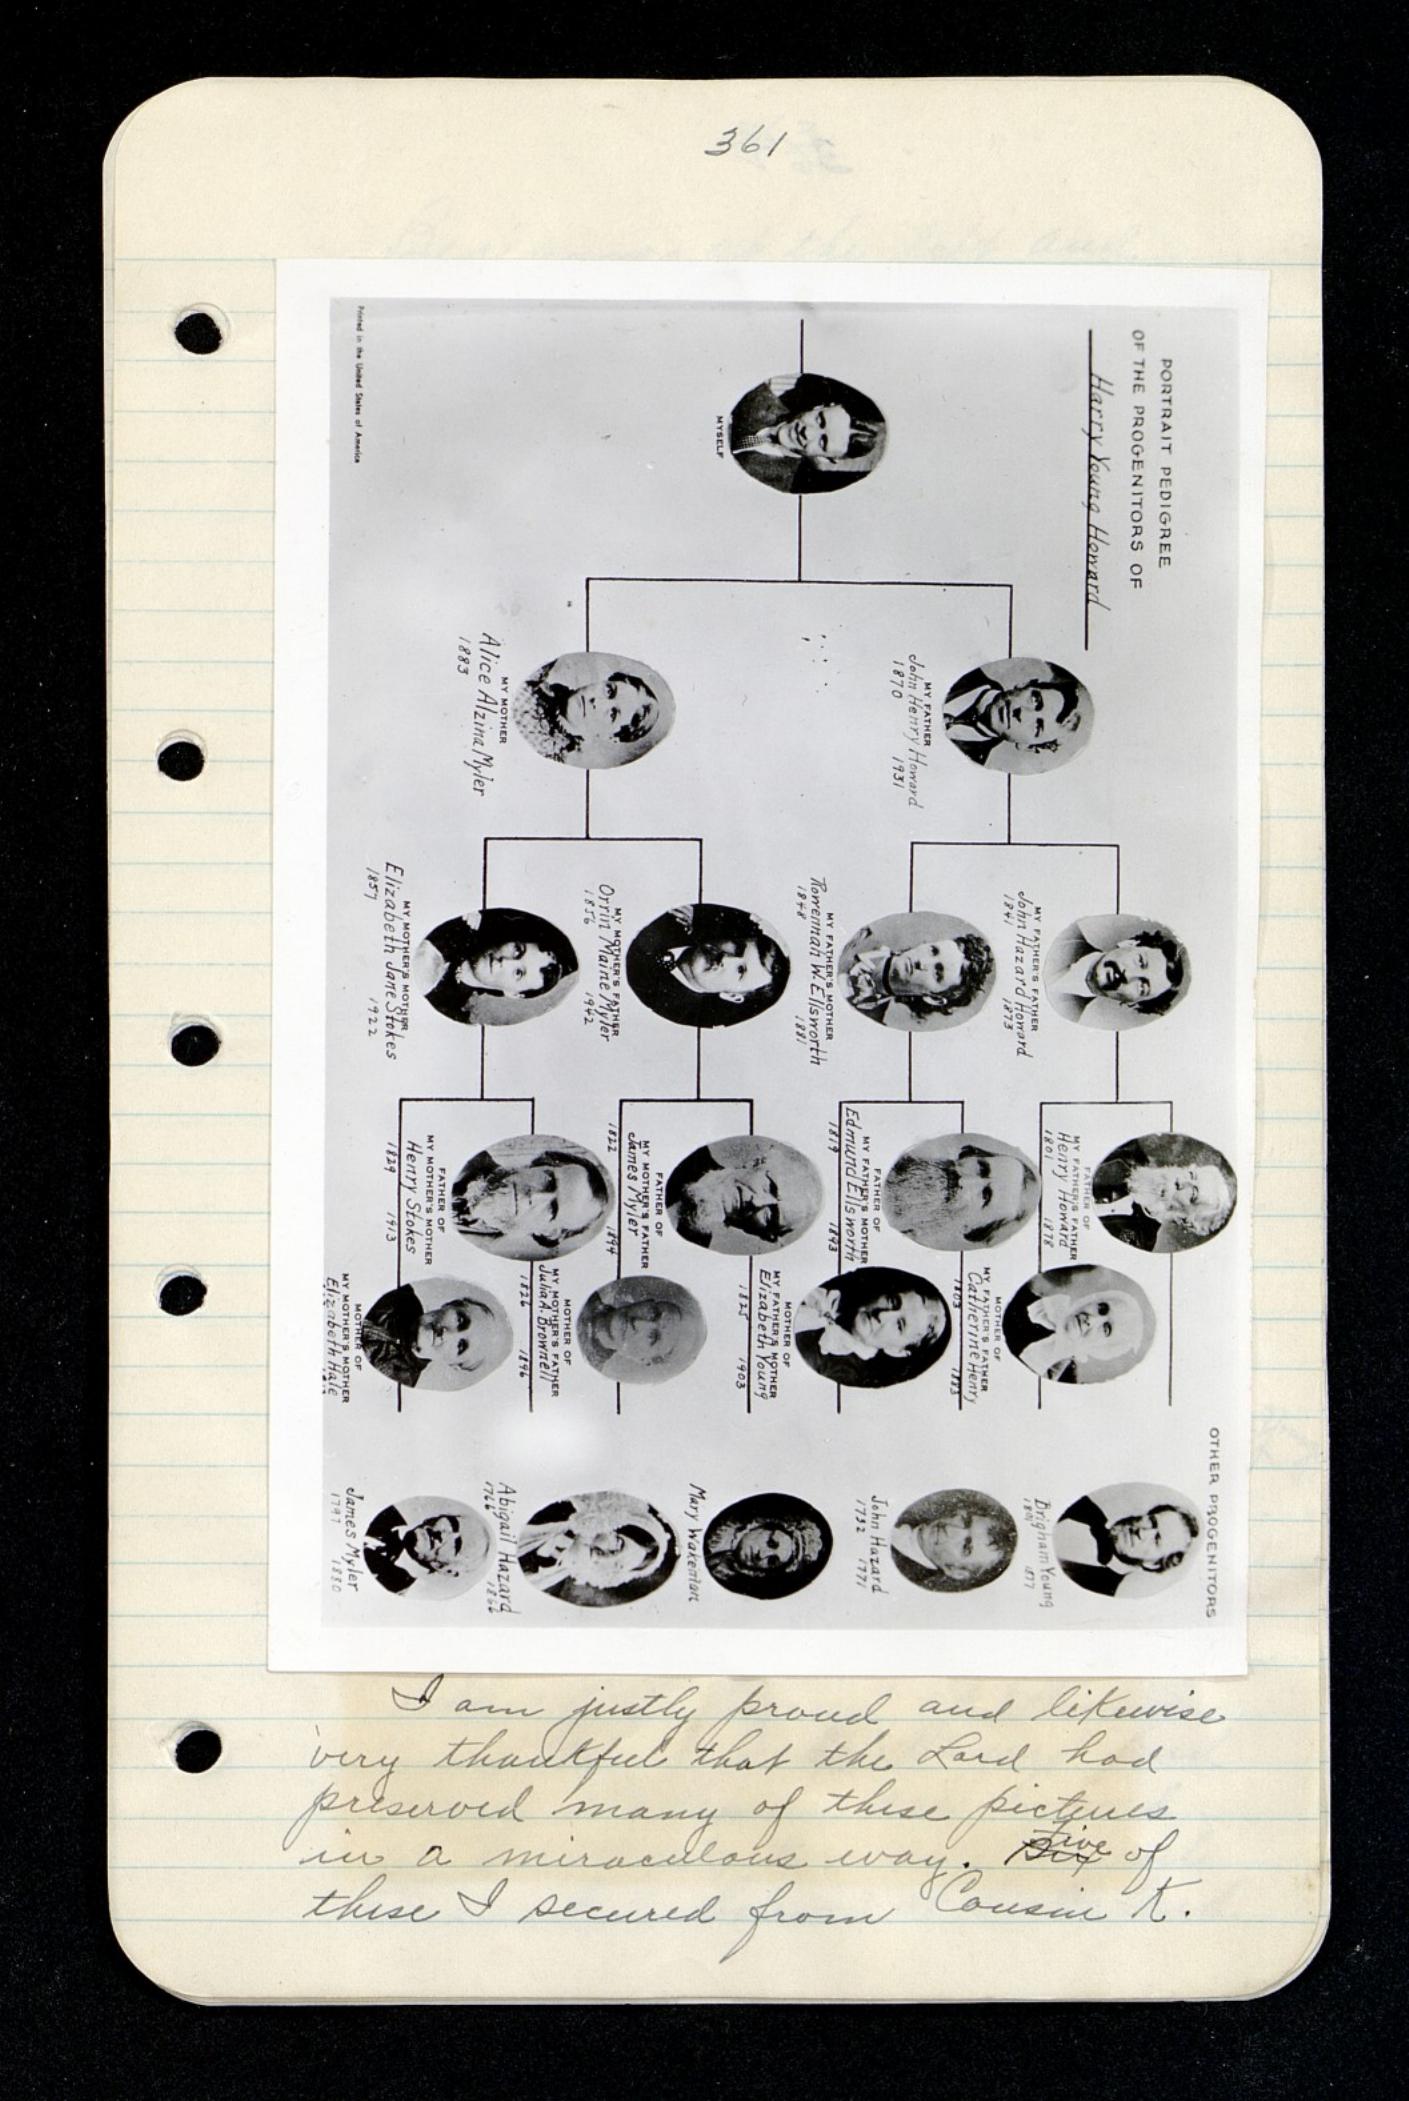 361
PORTRAIT PEDIGREE
OF THE PROGENITORS OF
Harry Young Howard
MYSELF
MY FATHER
John Henry Howard
1870 1931
MY MOTHER
Alice Alzina Myler
1883
MY FATHER'S FATHER
John Hazard Howard
1841 1873
MY FATHER'S MOTHER
Rowennah W. Ellsworth
1848 1881
MY MOTHER'S FATHER
Orrin Maine Myler
1856 1942
MY MOTHER'S MOTHER
Elizabeth Jane Stokes
1857 1922
FATHER OF
MY FATHER'S FATHER
Henry Howard
1801 1878
MOTHER OF
MY FATHER'S FATHER
Catherine Henry
1803 1883
FATHER OF
MY FATHER'S MOTHER
Edmund Ellsworth
1819 1893
MOTHER OF
MY FATHER'S MOTHER
Elizabeth Young
1825 1903
FATHER OF
MY MOTHER'S FATHER
James Myler
1822 1894
MOTHER OF
MY MOTHER'S FATHER
Julia A. Brownell
1826 1896
FATHER OF
MY MOTHER'S MOTHER
Henry Stokes
1829 1913
MOTHER OF
MY MOTHER'S MOTHER
Elizabeth Hale
OTHER PROGENITORS
Brigham Young
1801 1877
John Hazard
1732 1771
Mary Wakenton
Abigail Hazard
1766 1866
James Myler
1797 1880
Printed in the United States of America
I am justly proud and likewise
very thankful that the Lord had
preserved many of these pictures
in a miraculous way. Six Five of
these I secured from Cousin K.